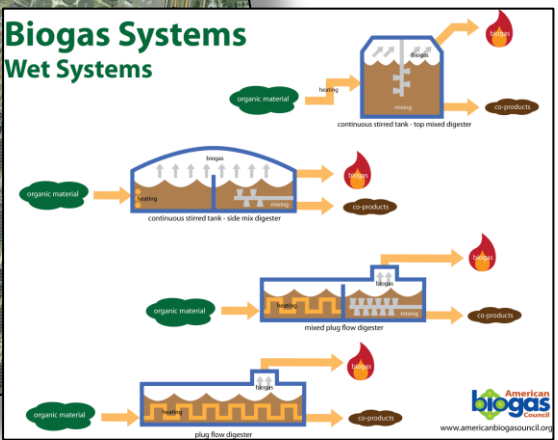 Biogas Systems
Wet Systems
biogas
biogas
heating
organic material
mixing
co-products
continuous stirred tank - top mixed digester
biogas
organic material
heating
biogas
mixing
co-products
continuous stirred tank - side mix digester
biogas
organic material
biogas
heating
mixing
co-products
mixed plug flow digester
biogas
biogas
organic material
heating
co-products
plug flow digester
American
biogas
Council
www.americanbiogascouncil.org